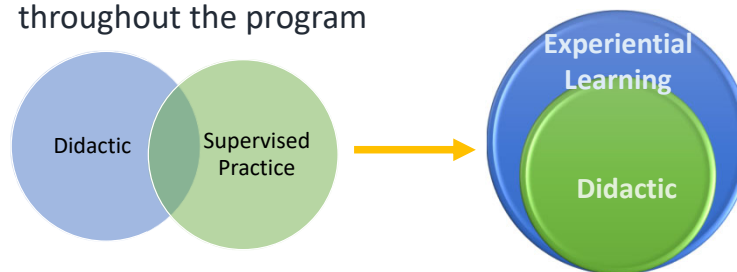 throughout the program
Didactic
Supervised
Practice
Experiential
Learning
Didactic